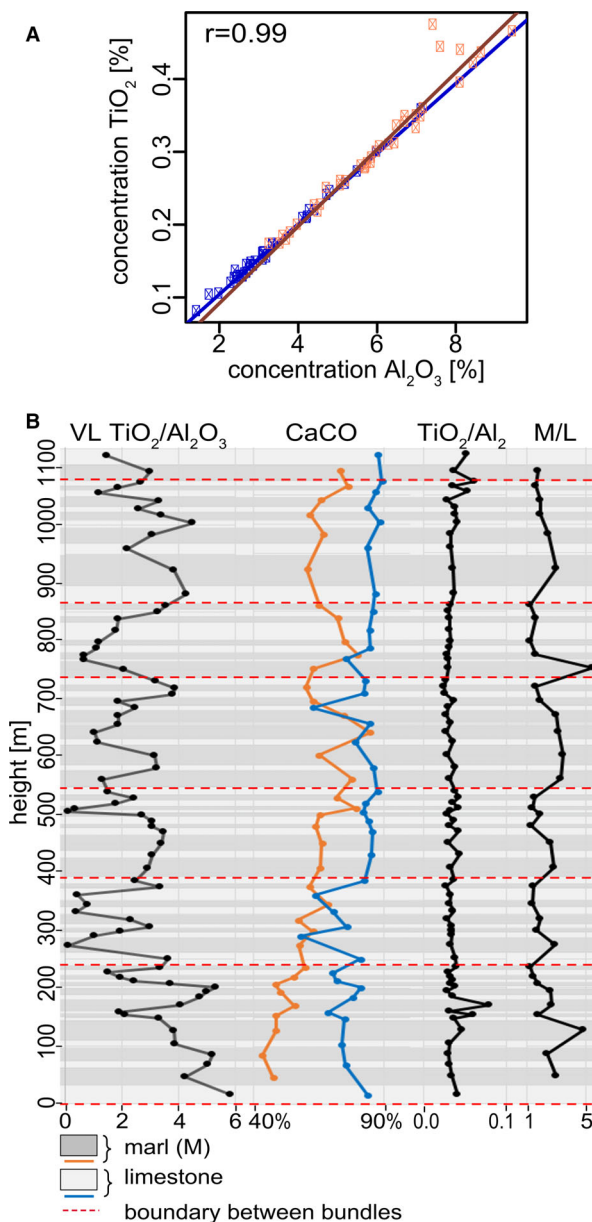 A
r=0.99
concentration TiO₂ [%]
0.1 0.2 0.3 0.4
2 4 6 8
concentration Al₂O₃ [%]
B
VL TiO₂/Al₂O₃ CaCO TiO₂/Al₂ M/L
height [m]
1100
1000
900
800
700
600
500
400
300
200
100
0
0 2 4 6 40% 90% 0.0 0.1 1 5
marl (M)
limestone
boundary between bundles